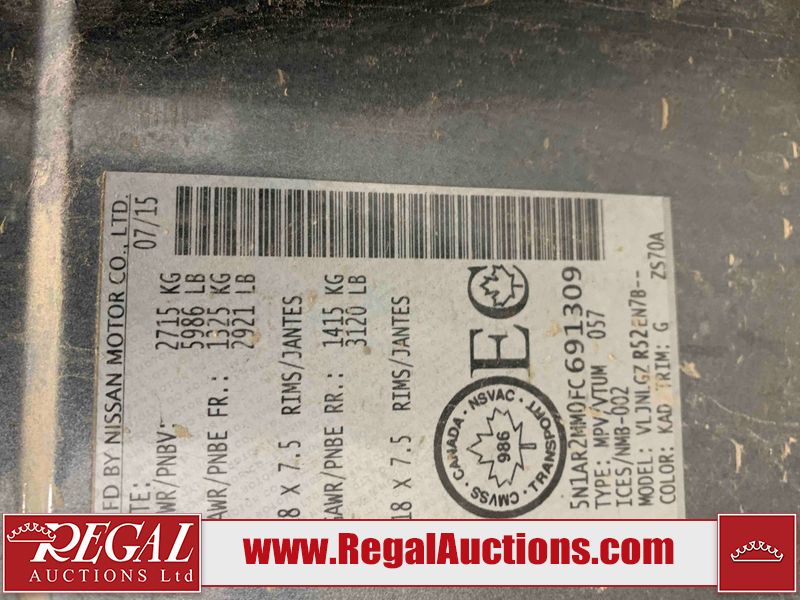 FD BY NISSAN MOTOR CO., LTD.
TE: 07/15
WR/PNBV: 2715 KG
5986 LB
AWR/PNBE FR.: 1325 KG
2921 LB
8 X 7.5 RIMS/JANTES
GAWR/PNBE RR.: 1415 KG
3120 LB
18 X 7.5 RIMS/JANTES
EC
CANADA · NSVAC · TRANSPORT · CMVSS ·
986
5N1AR2MM0FC691309
TYPE: MPV/VTUM 057
ICES/NMB-002
MODEL: VLJNLGZ R52EN7B--
COLOR: KAD TRIM: G ZS70A
REGAL
AUCTIONS Ltd
www.RegalAuctions.com